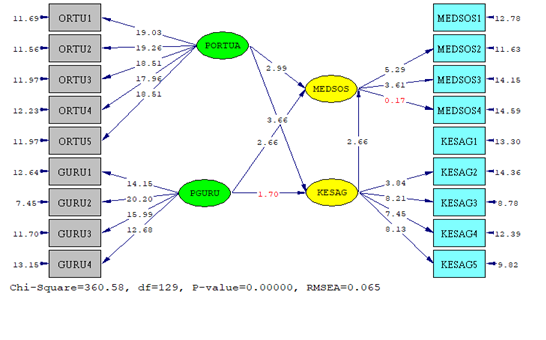 11.69 ORTU1
11.56 ORTU2
11.97 ORTU3
12.23 ORTU4
11.97 ORTU5
12.64 GURU1
7.45 GURU2
11.70 GURU3
13.15 GURU4
19.03
19.26
18.51
17.96
18.51
14.15
20.20
15.99
12.68
PORTUA
PGURU
2.99
3.66
2.66
1.70
MEDSOS
KESAG
2.66
5.29
3.61
0.17
3.84
8.21
7.45
8.13
MEDSOS1 12.78
MEDSOS2 11.63
MEDSOS3 14.15
MEDSOS4 14.59
KESAG1 13.30
KESAG2 14.36
KESAG3 8.78
KESAG4 12.39
KESAG5 9.82
Chi-Square=360.58, df=129, P-value=0.00000, RMSEA=0.065